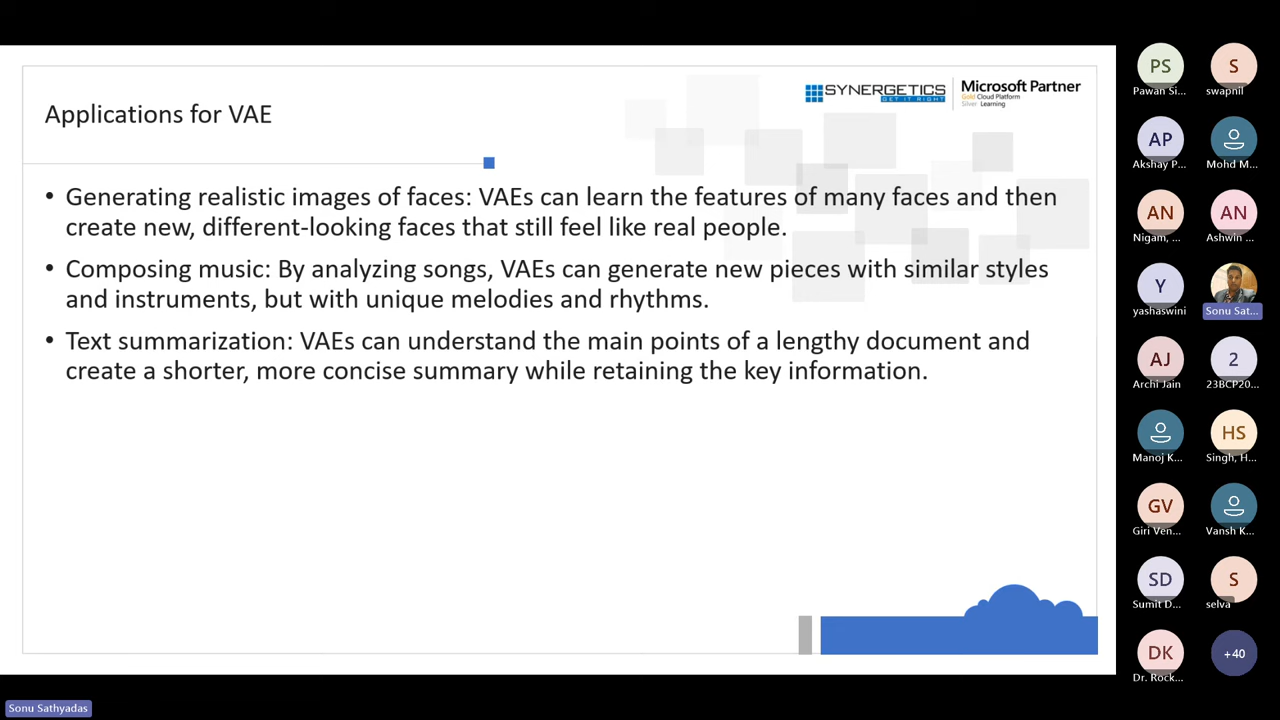 Applications for VAE
SYNERGETICS
GET IT RIGHT
Microsoft Partner
Gold Cloud Platform
Silver Learning
• Generating realistic images of faces: VAEs can learn the features of many faces and then
create new, different-looking faces that still feel like real people.
• Composing music: By analyzing songs, VAEs can generate new pieces with similar styles
and instruments, but with unique melodies and rhythms.
• Text summarization: VAEs can understand the main points of a lengthy document and
create a shorter, more concise summary while retaining the key information.
PS
Pawan Si...
S
swapnil
AP
Akshay P...
Mohd M...
AN
Nigam, ...
AN
Ashwin ...
Y
yashaswini
Sonu Sat...
AJ
Archi Jain
2
23BCP20...
Manoj K...
HS
Singh, H...
GV
Giri Ven...
Vansh K...
SD
Sumit D...
S
selva
DK
Dr. Rock...
+40
Sonu Sathyadas